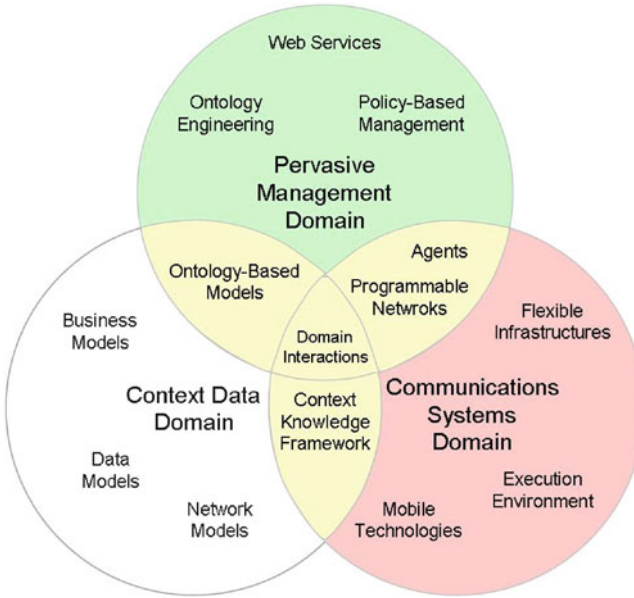 Web Services
Ontology
Engineering
Policy-Based
Management
Pervasive
Management
Domain
Ontology-Based
Models
Agents
Programmable
Netwroks
Business
Models
Domain
Interactions
Flexible
Infrastructures
Context Data
Domain
Context
Knowledge
Framework
Communications
Systems
Domain
Data
Models
Network
Models
Mobile
Technologies
Execution
Environment